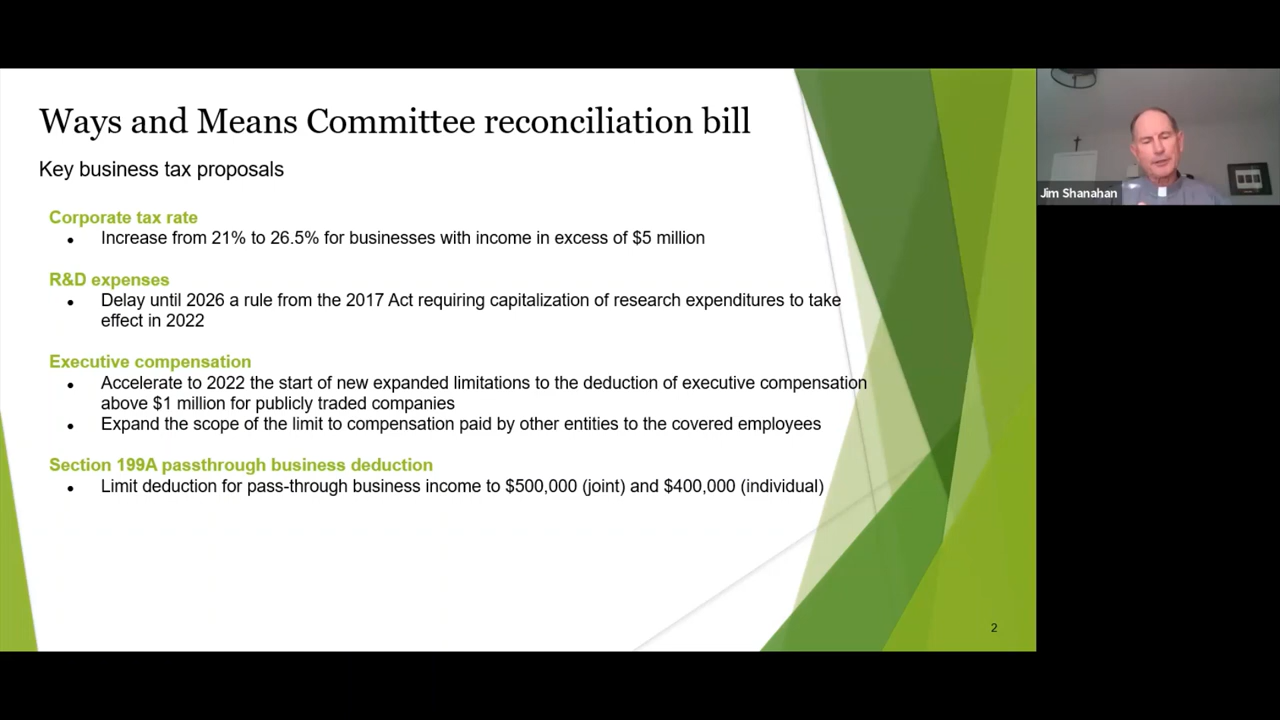 Ways and Means Committee reconciliation bill
Key business tax proposals
Corporate tax rate
• Increase from 21% to 26.5% for businesses with income in excess of $5 million
R&D expenses
• Delay until 2026 a rule from the 2017 Act requiring capitalization of research expenditures to take
effect in 2022
Executive compensation
• Accelerate to 2022 the start of new expanded limitations to the deduction of executive compensation
above $1 million for publicly traded companies
• Expand the scope of the limit to compensation paid by other entities to the covered employees
Section 199A passthrough business deduction
• Limit deduction for pass-through business income to $500,000 (joint) and $400,000 (individual)
2
Jim Shanahan